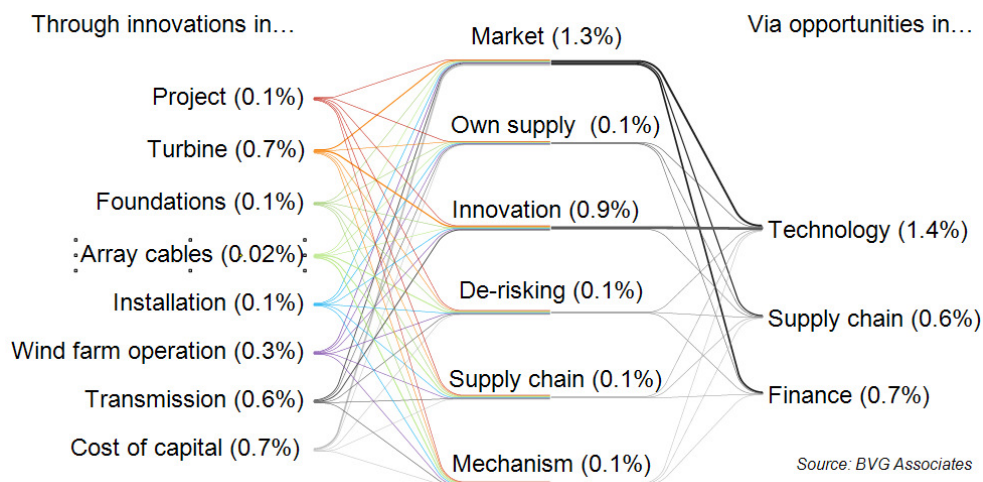 Through innovations in…
Project (0.1%)
Turbine (0.7%)
Foundations (0.1%)
Array cables (0.02%)
Installation (0.1%)
Wind farm operation (0.3%)
Transmission (0.6%)
Cost of capital (0.7%)
Market (1.3%)
Own supply (0.1%)
Innovation (0.9%)
De-risking (0.1%)
Supply chain (0.1%)
Mechanism (0.1%)
Via opportunities in…
Technology (1.4%)
Supply chain (0.6%)
Finance (0.7%)
Source: BVG Associates